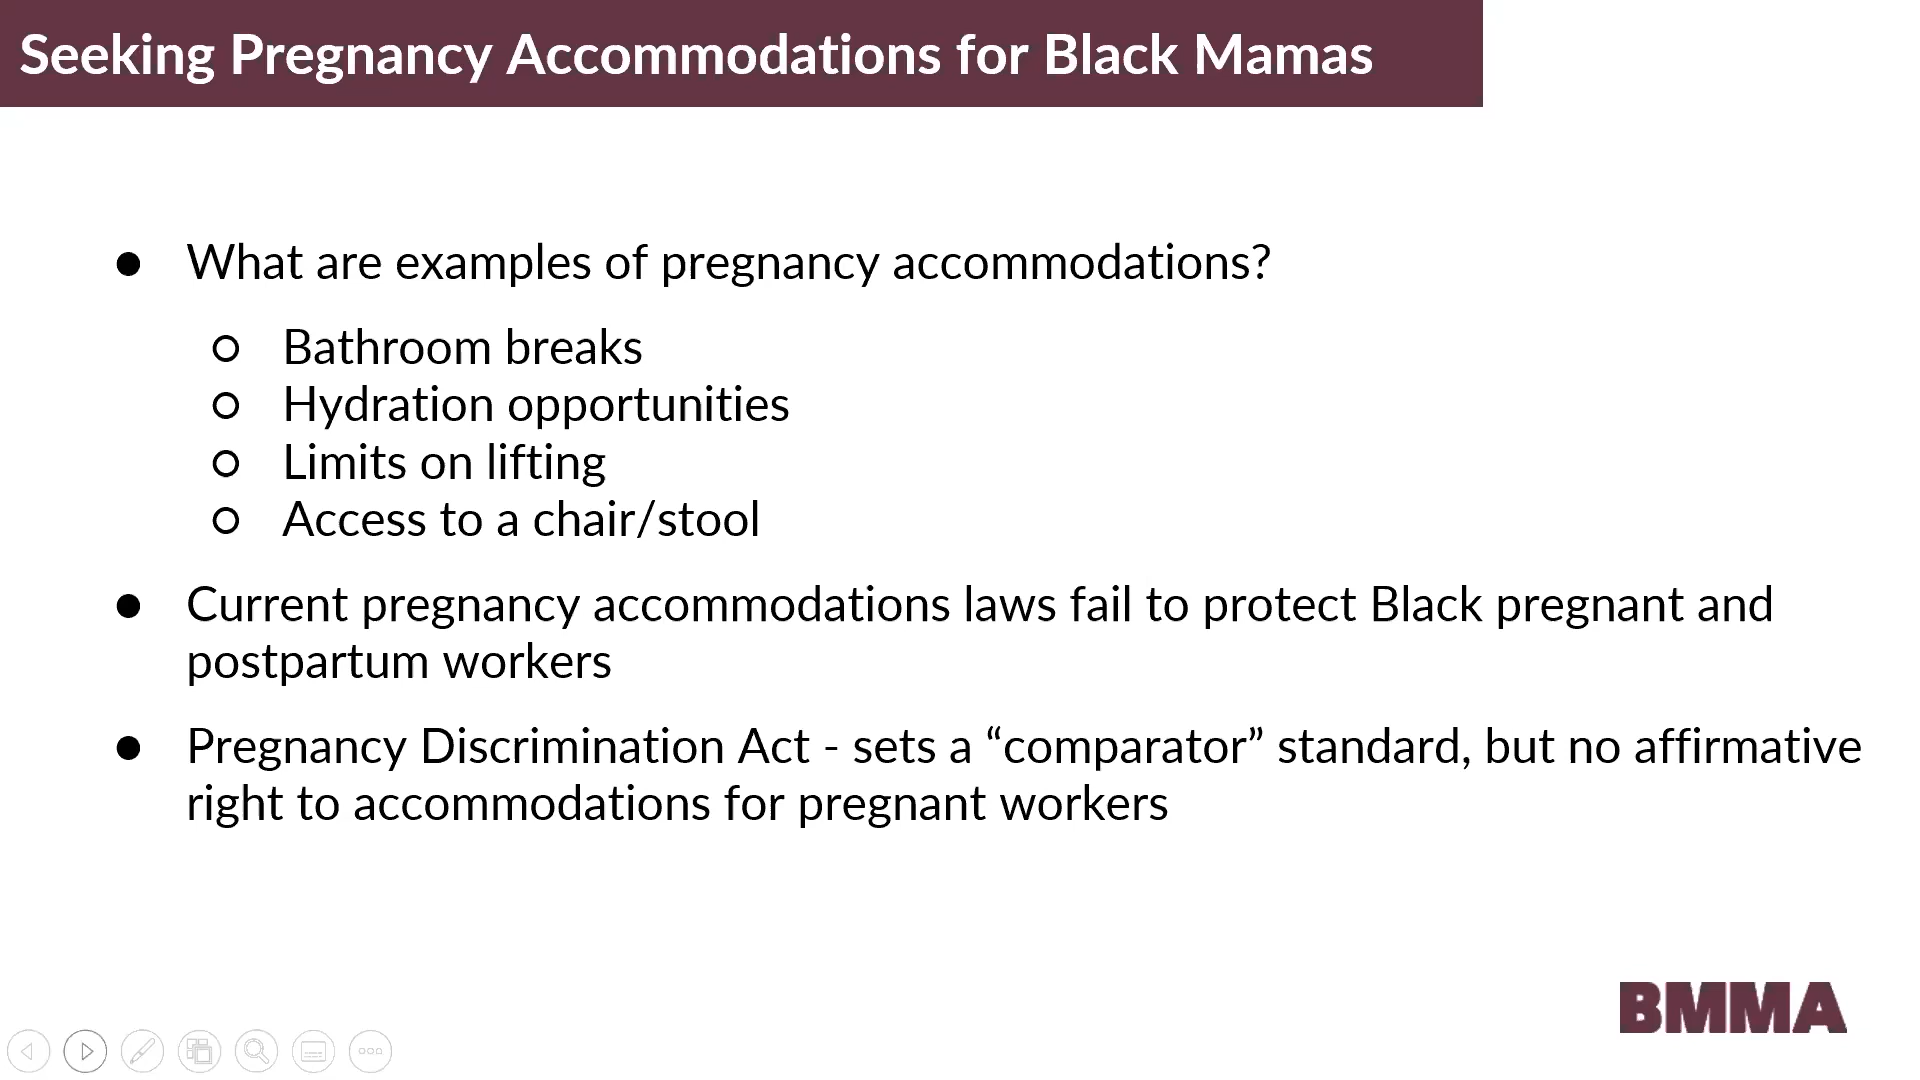 Seeking Pregnancy Accommodations for Black Mamas
● What are examples of pregnancy accommodations?
○ Bathroom breaks
○ Hydration opportunities
○ Limits on lifting
○ Access to a chair/stool
● Current pregnancy accommodations laws fail to protect Black pregnant and
postpartum workers
● Pregnancy Discrimination Act - sets a “comparator” standard, but no affirmative
right to accommodations for pregnant workers
BMMA